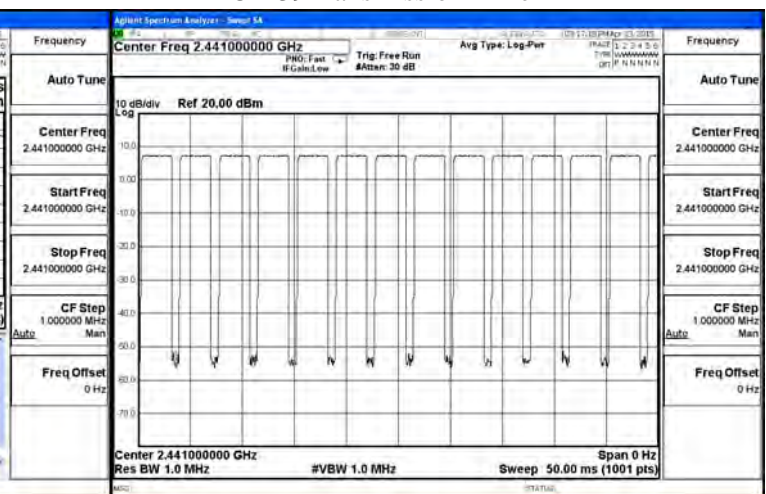 Agilent Spectrum Analyzer - Swept SA
Frequency
Auto Tune
Center Freq
2.441000000 GHz
Start Freq
2.441000000 GHz
Stop Freq
2.441000000 GHz
CF Step
1.000000 MHz
Auto Man
Freq Offset
0 Hz
Center Freq 2.441000000 GHz
PNO: Fast
IFGain:Low
Trig: Free Run
#Atten: 30 dB
Avg Type: Log-Pwr
TRACE 1 2 3 4 5 6
TYPE
DET P N N N N N
10 dB/div Ref 20.00 dBm
Log
10.0
0.00
-10.0
-20.0
-30.0
-40.0
-50.0
-60.0
-70.0
Center 2.441000000 GHz
Span 0 Hz
Res BW 1.0 MHz
#VBW 1.0 MHz
Sweep 50.00 ms (1001 pts)
MSG
STATUS
Frequency
Auto Tune
Center Freq
2.441000000 GHz
Start Freq
2.441000000 GHz
Stop Freq
2.441000000 GHz
CF Step
1.000000 MHz
Auto Man
Freq Offset
0 Hz